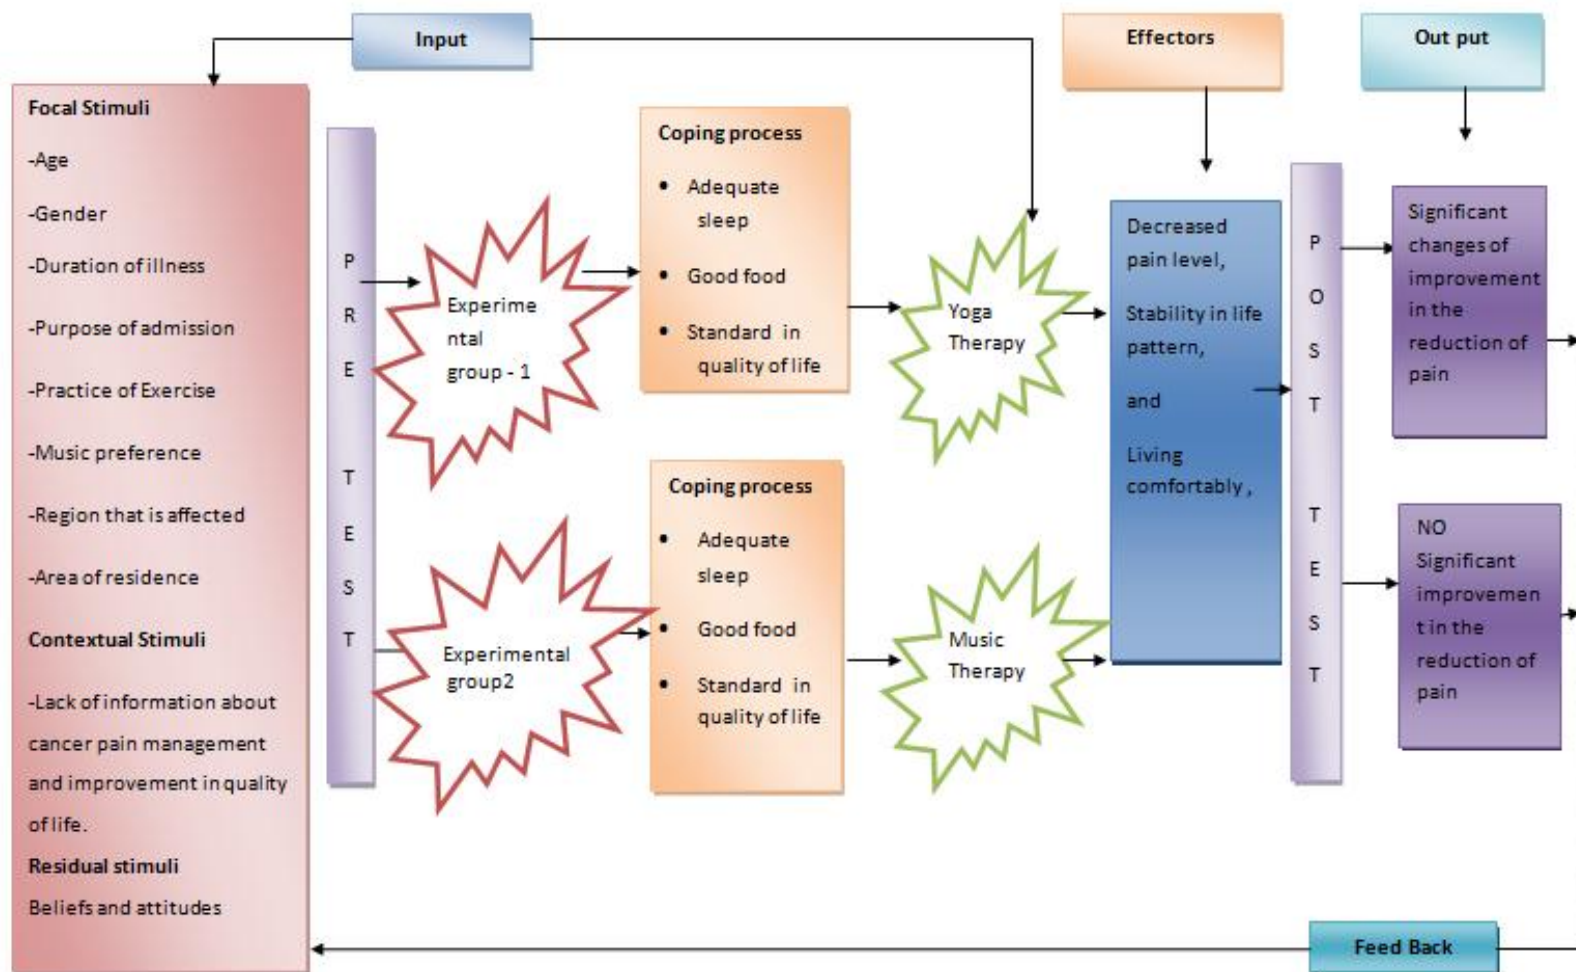 Input
Effectors
Out put
Focal Stimuli
-Age
-Gender
-Duration of illness
-Purpose of admission
-Practice of Exercise
-Music preference
-Region that is affected
-Area of residence
Contextual Stimuli
-Lack of information about
cancer pain management
and improvement in quality
of life.
Residual stimuli
Beliefs and attitudes
P
R
E
T
E
S
T
Experime
ntal
group - 1
Coping process
• Adequate
sleep
• Good food
• Standard in
quality of life
Yoga
Therapy
Experimental
group2
Coping process
• Adequate
sleep
• Good food
• Standard in
quality of life
Music
Therapy
Decreased
pain level,
Stability in life
pattern,
and
Living
comfortably ,
P
O
S
T
T
E
S
T
Significant
changes of
improvement
in the
reduction of
pain
NO
Significant
improvemen
t in the
reduction of
pain
Feed Back